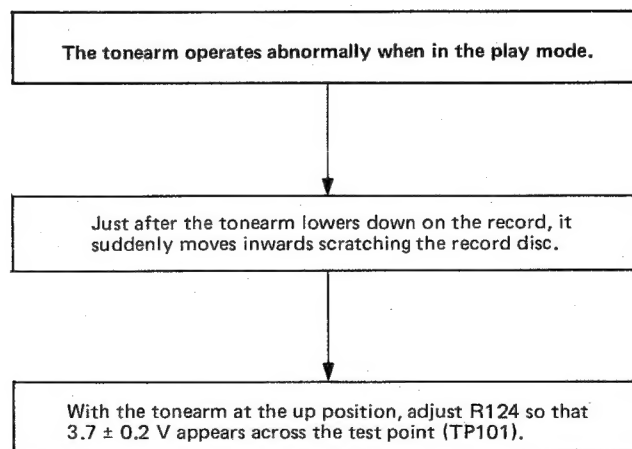 The tonearm operates abnormally when in the play mode.
Just after the tonearm lowers down on the record, it
suddenly moves inwards scratching the record disc.
With the tonearm at the up position, adjust R124 so that
3.7 ± 0.2 V appears across the test point (TP101).